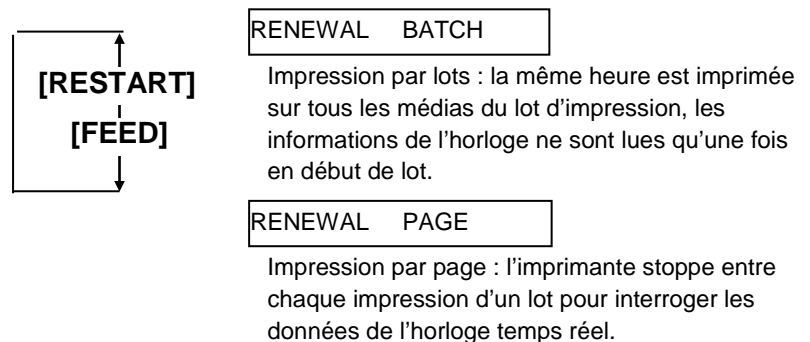 RENEWAL BATCH
[RESTART]
[FEED]
Impression par lots : la même heure est imprimée
sur tous les médias du lot d'impression, les
informations de l'horloge ne sont lues qu'une fois
en début de lot.
RENEWAL PAGE
Impression par page : l'imprimante stoppe entre
chaque impression d'un lot pour interroger les
données de l'horloge temps réel.